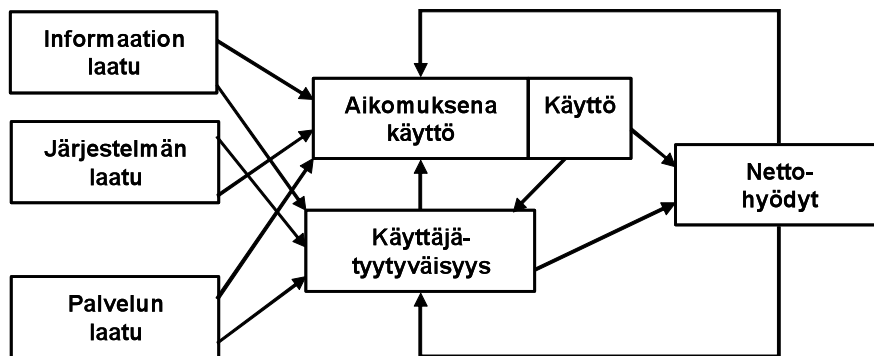 Informaation
laatu
Järjestelmän
laatu
Palvelun
laatu
Aikomuksena
käyttö
Käyttö
Käyttäjä-
tyytyväisyys
Netto-
hyödyt